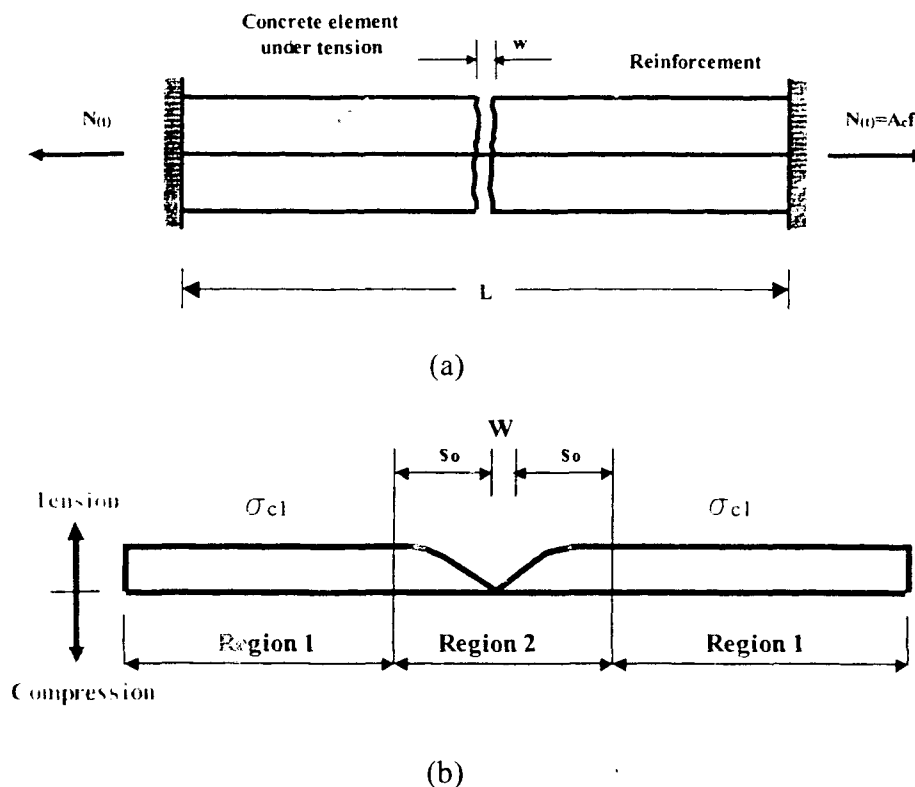 Concrete element
under tension
w
Reinforcement
N(t)
N(t)=Acf
L
(a)
W
So
So
Tension
σc1
σc1
Region 1
Region 2
Region 1
Compression
(b)